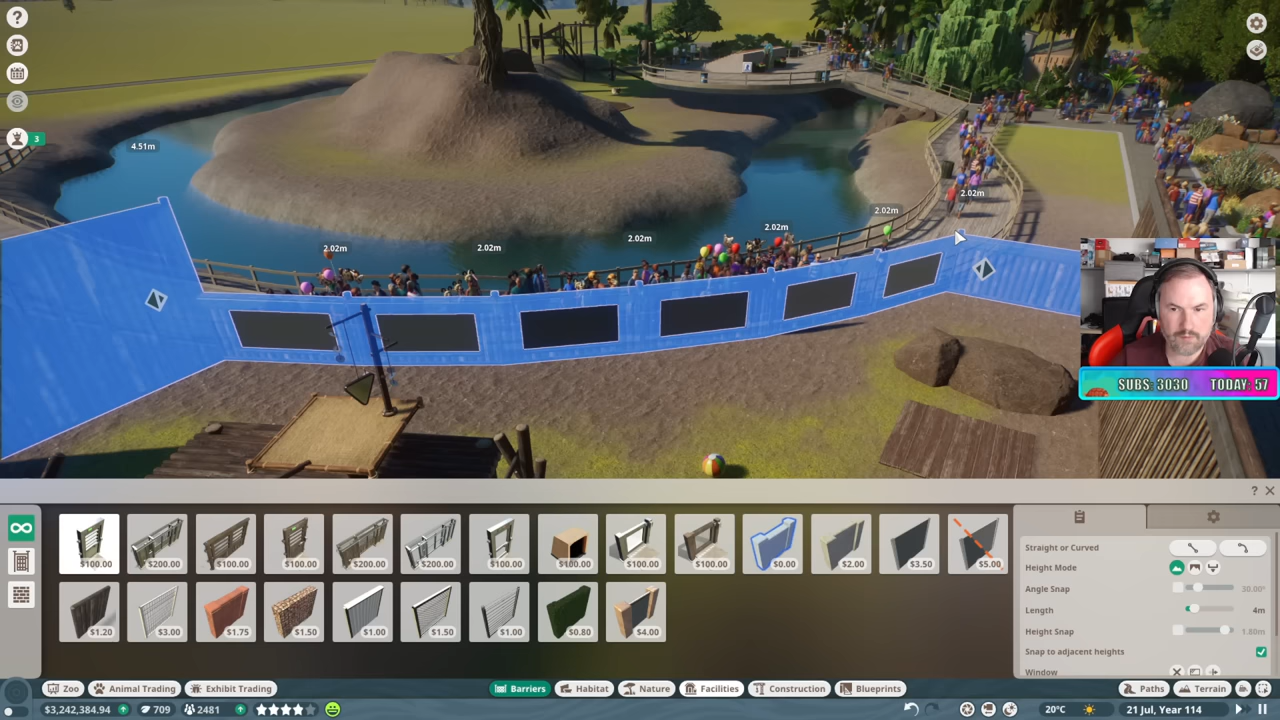 ?
3
4.51m
2.02m
2.02m
2.02m
2.02m
2.02m
2.02m
SUBS: 3030 TODAY: 57
?
$100.00 $200.00 $100.00 $100.00 $200.00 $200.00 $100.00 $100.00 $100.00 $100.00 $0.00 $2.00 $3.50 $5.00
$1.20 $3.00 $1.75 $1.50 $1.00 $1.50 $1.00 $0.80 $4.00
Straight or Curved
Height Mode
Angle Snap 30.00°
Length 4m
Height Snap 1.80m
Snap to adjacent heights
Window
Zoo Animal Trading Exhibit Trading Barriers Habitat Nature Facilities Construction Blueprints Paths Terrain
$3,242,384.94 709 2481 20°C 21 Jul, Year 114